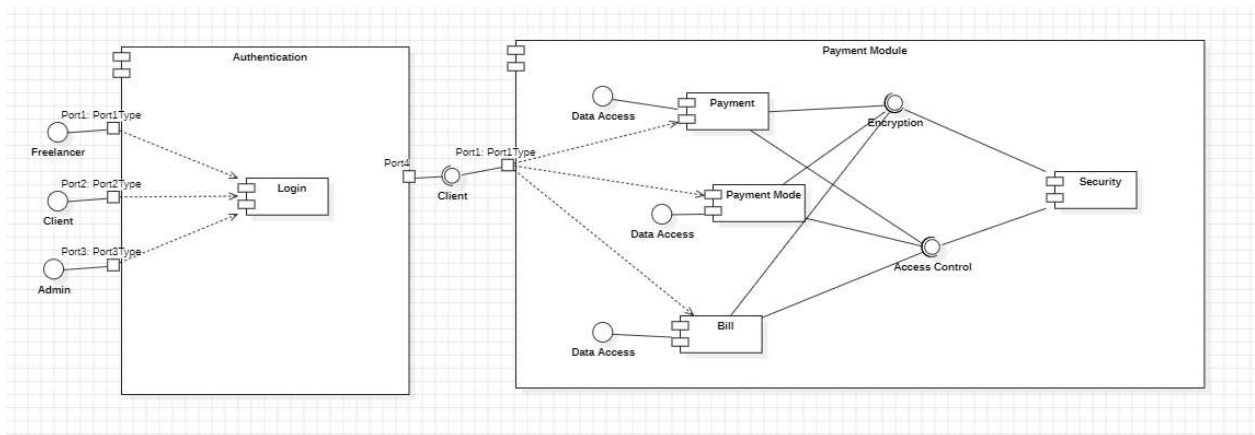 Authentication
Port1: Port1Type
Freelancer
Port2: Port2Type
Client
Port3: Port3Type
Admin
Login
Port4
Client
Port1: Port1Type
Payment Module
Data Access
Payment
Encryption
Payment Mode
Data Access
Security
Access Control
Bill
Data Access